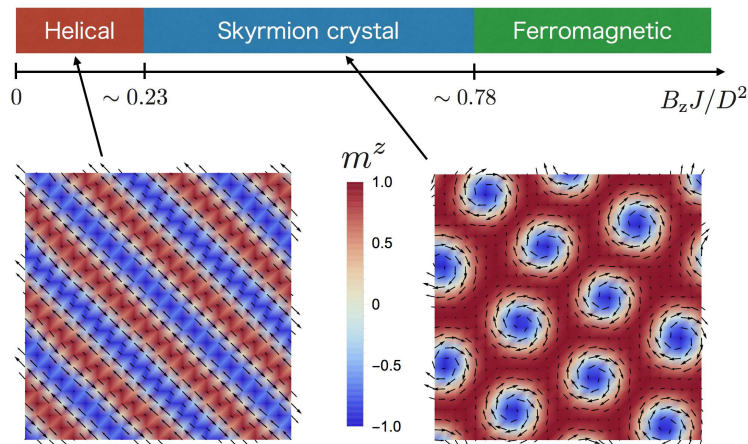 Helical Skyrmion crystal Ferromagnetic
0 ∼ 0.23 ∼ 0.78 B_z J/D^2
m^z
1.0
0.5
0
−0.5
−1.0